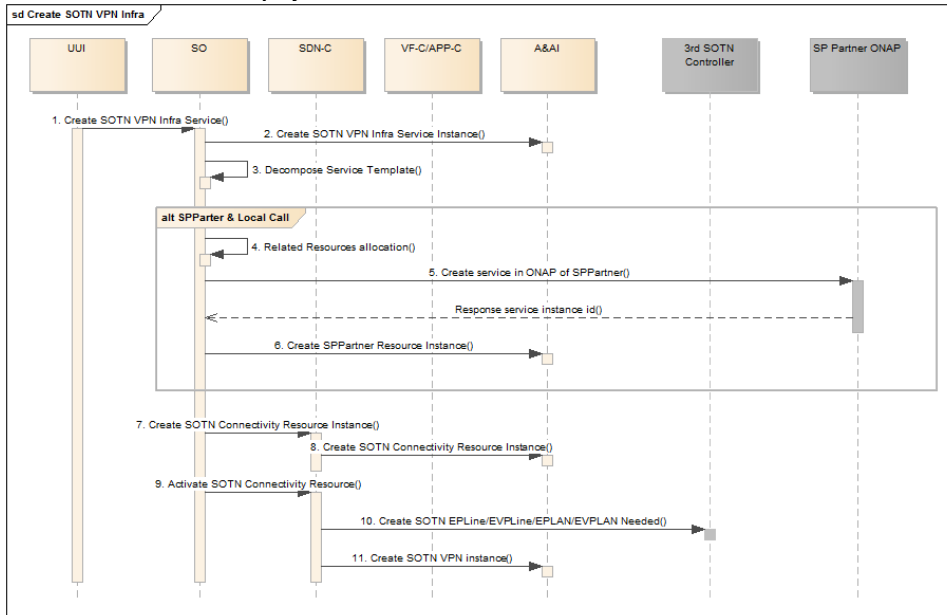 sd Create SOTN VPN Infra
UUI
SO
SDN-C
VF-C/APP-C
A&AI
3rd SOTN
Controller
SP Partner ONAP
1. Create SOTN VPN Infra Service()
2. Create SOTN VPN Infra Service Instance()
3. Decompose Service Template()
alt SPParter & Local Call
4. Related Resources allocation()
5. Create service in ONAP of SPPartner()
Response service instance id()
6. Create SPPartner Resource Instance()
7. Create SOTN Connectivity Resource Instance()
8. Create SOTN Connectivity Resource Instance()
9. Activate SOTN Connectivity Resource()
10. Create SOTN EPLine/EVPLine/EPLAN/EVPLAN Needed()
11. Create SOTN VPN instance()